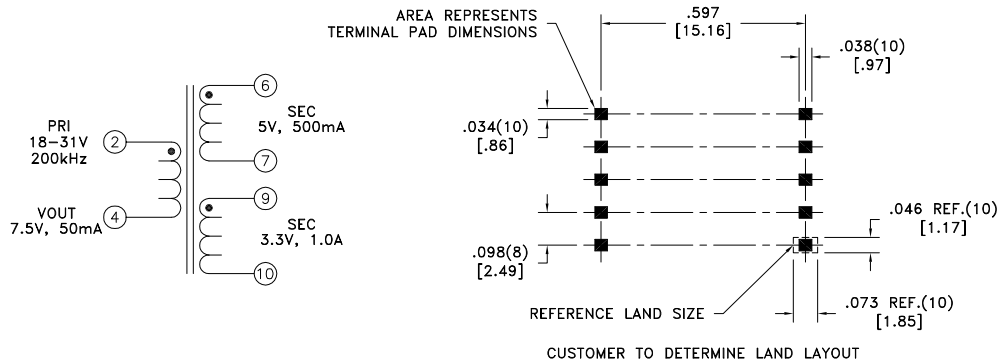 PRI
18-31V
200kHz
2
4
VOUT
7.5V, 50mA
6
SEC
5V, 500mA
7
9
SEC
3.3V, 1.0A
10
AREA REPRESENTS
TERMINAL PAD DIMENSIONS
.597
[15.16]
.038(10)
[.97]
.034(10)
[.86]
.098(8)
[2.49]
.046 REF.(10)
[1.17]
REFERENCE LAND SIZE
.073 REF.(10)
[1.85]
CUSTOMER TO DETERMINE LAND LAYOUT